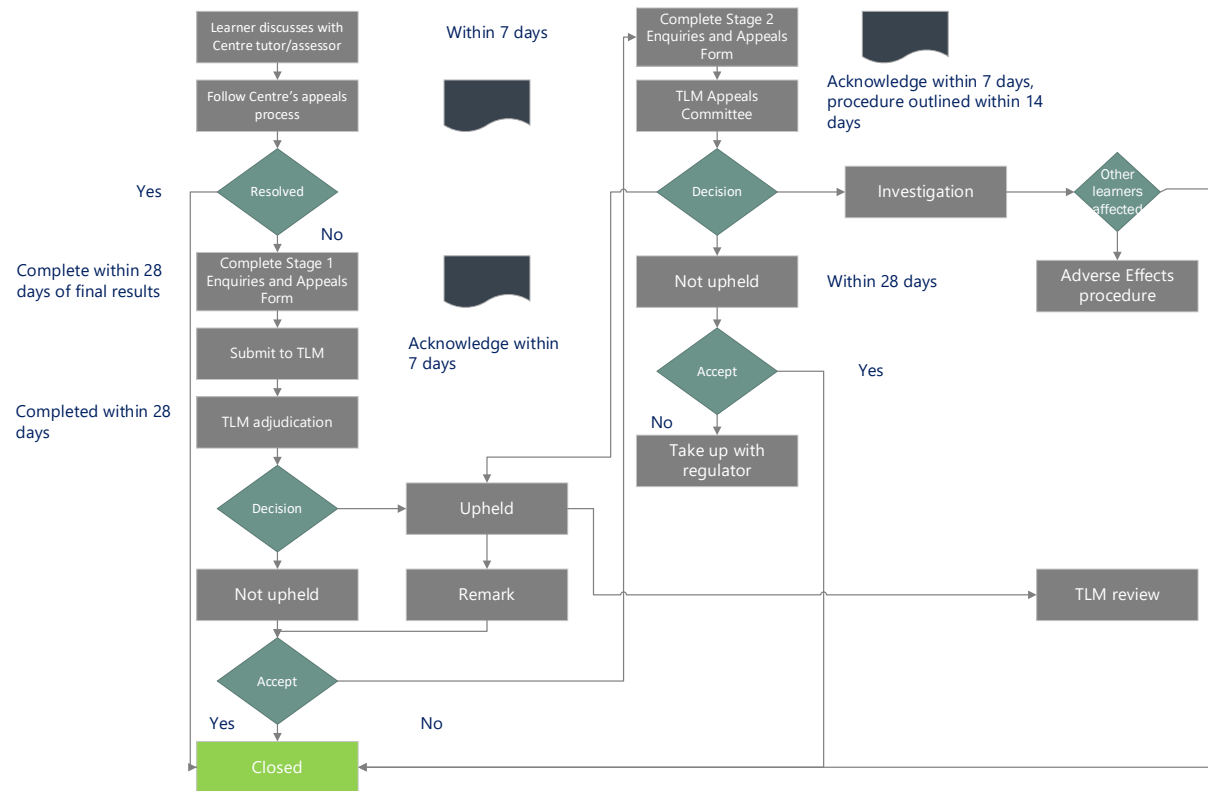 Learner discusses with
Centre tutor/assessor
Within 7 days
Follow Centre's appeals
process
Yes
Resolved
No
Complete within 28
days of final results
Complete Stage 1
Enquiries and Appeals
Form
Submit to TLM
Acknowledge within
7 days
Completed within 28
days
TLM adjudication
Decision
Upheld
Not upheld
Remark
Accept
Yes
No
Closed
Complete Stage 2
Enquiries and Appeals
Form
Acknowledge within 7 days,
procedure outlined within 14
days
TLM Appeals
Committee
Decision
Investigation
Other
learners
affected
Adverse Effects
procedure
Not upheld
Within 28 days
Accept
Yes
No
Take up with
regulator
TLM review